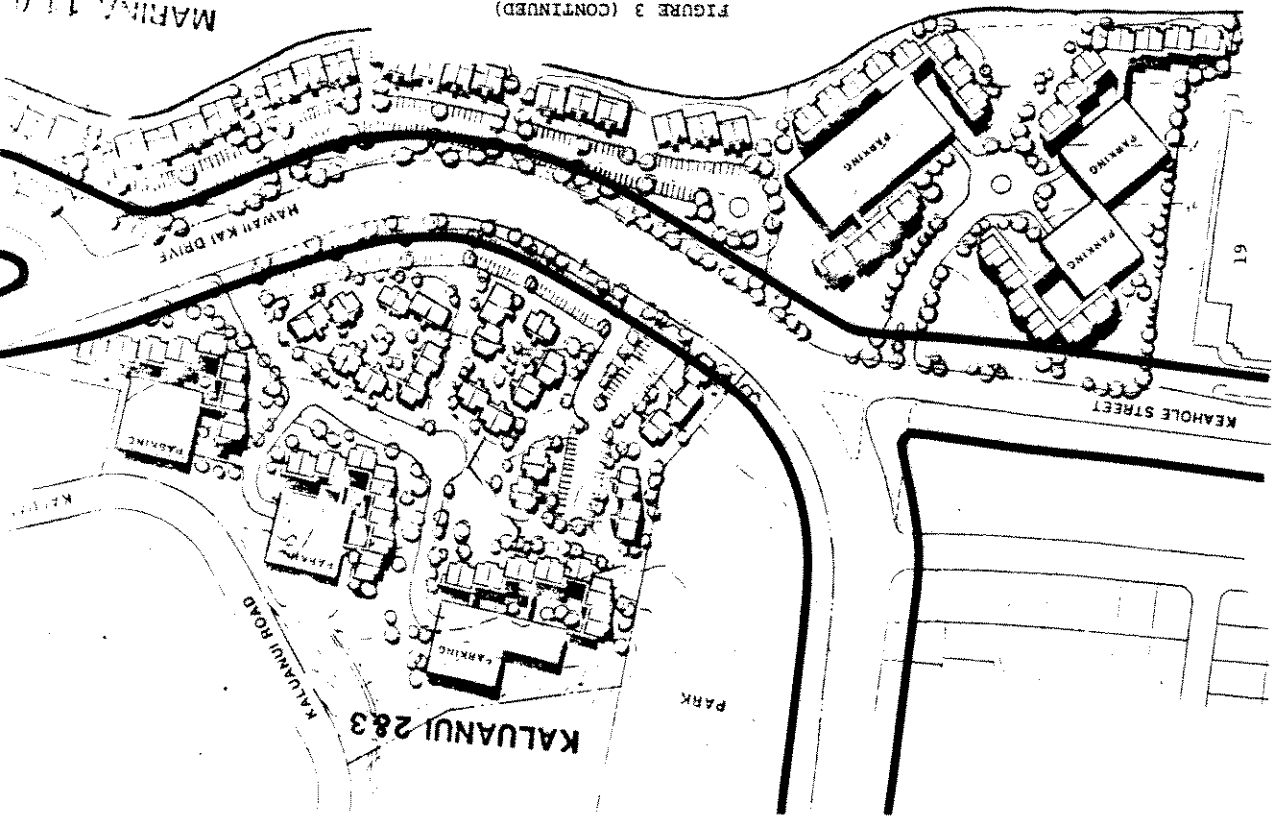 KALUANUI 2&3
PARK
KALUANUI ROAD
PARKING
PARKING
PARKING
KEAHOLE STREET
HAWAII KAI DRIVE
19
PARKING
PARKING
PARKING
FIGURE 3 (CONTINUED)
MARINA